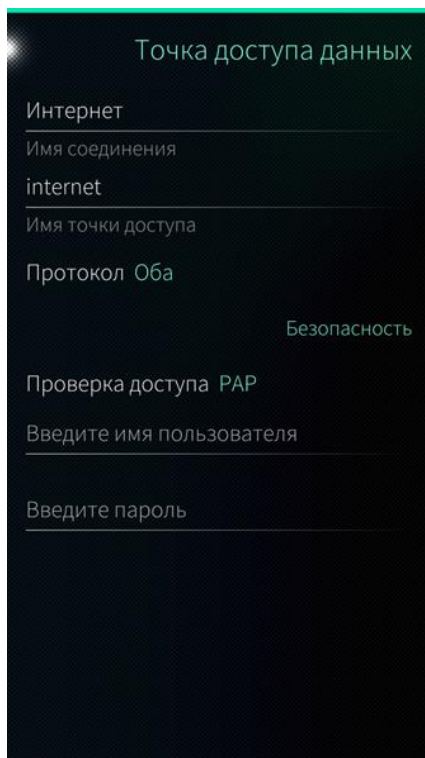 Точка доступа данных
Интернет
Имя соединения
internet
Имя точки доступа
Протокол Оба
Безопасность
Проверка доступа PAP
Введите имя пользователя
Введите пароль